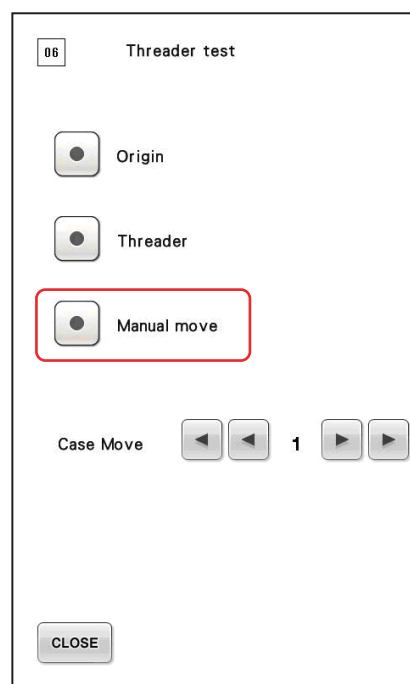 06 Threader test
Origin
Threader
Manual move
Case Move 1
CLOSE